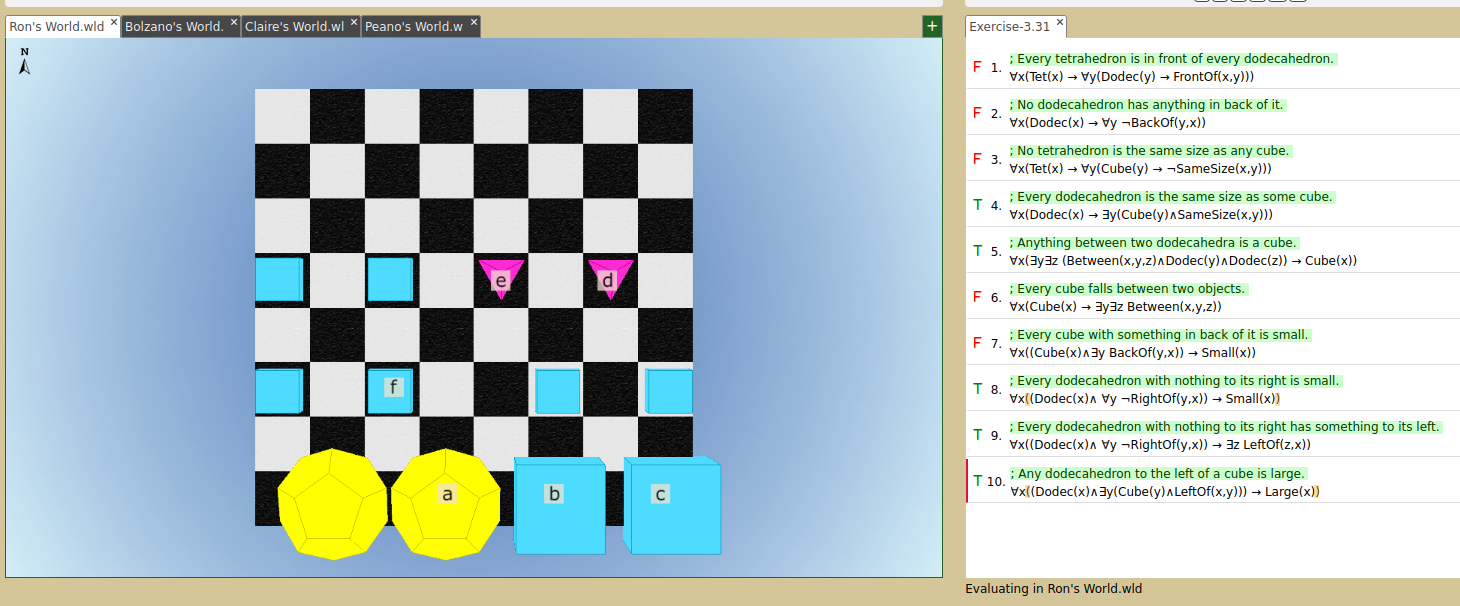 Ron's World.wld × Bolzano's World. × Claire's World.wl × Peano's World.w × +
N
e d
f
a b c
Exercise-3.31 ×
F 1. ; Every tetrahedron is in front of every dodecahedron.
∀x(Tet(x) → ∀y(Dodec(y) → FrontOf(x,y)))
F 2. ; No dodecahedron has anything in back of it.
∀x(Dodec(x) → ∀y ¬BackOf(y,x))
F 3. ; No tetrahedron is the same size as any cube.
∀x(Tet(x) → ∀y(Cube(y) → ¬SameSize(x,y)))
T 4. ; Every dodecahedron is the same size as some cube.
∀x(Dodec(x) → ∃y(Cube(y)∧SameSize(x,y)))
T 5. ; Anything between two dodecahedra is a cube.
∀x(∃y∃z (Between(x,y,z)∧Dodec(y)∧Dodec(z)) → Cube(x))
F 6. ; Every cube falls between two objects.
∀x(Cube(x) → ∃y∃z Between(x,y,z))
F 7. ; Every cube with something in back of it is small.
∀x((Cube(x)∧∃y BackOf(y,x)) → Small(x))
T 8. ; Every dodecahedron with nothing to its right is small.
∀x((Dodec(x)∧ ∀y ¬RightOf(y,x)) → Small(x))
T 9. ; Every dodecahedron with nothing to its right has something to its left.
∀x((Dodec(x)∧ ∀y ¬RightOf(y,x)) → ∃z LeftOf(z,x))
T 10. ; Any dodecahedron to the left of a cube is large.
∀x((Dodec(x)∧∃y(Cube(y)∧LeftOf(x,y))) → Large(x))
Evaluating in Ron's World.wld